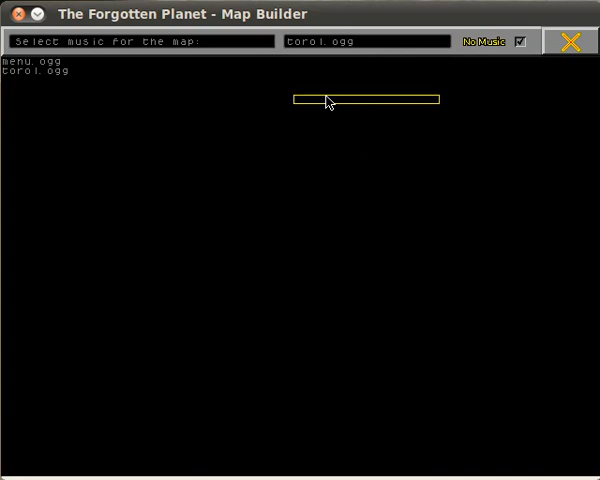 The Forgotten Planet - Map Builder
Select music for the map:
torol.ogg
No Music
menu.ogg
torol.ogg